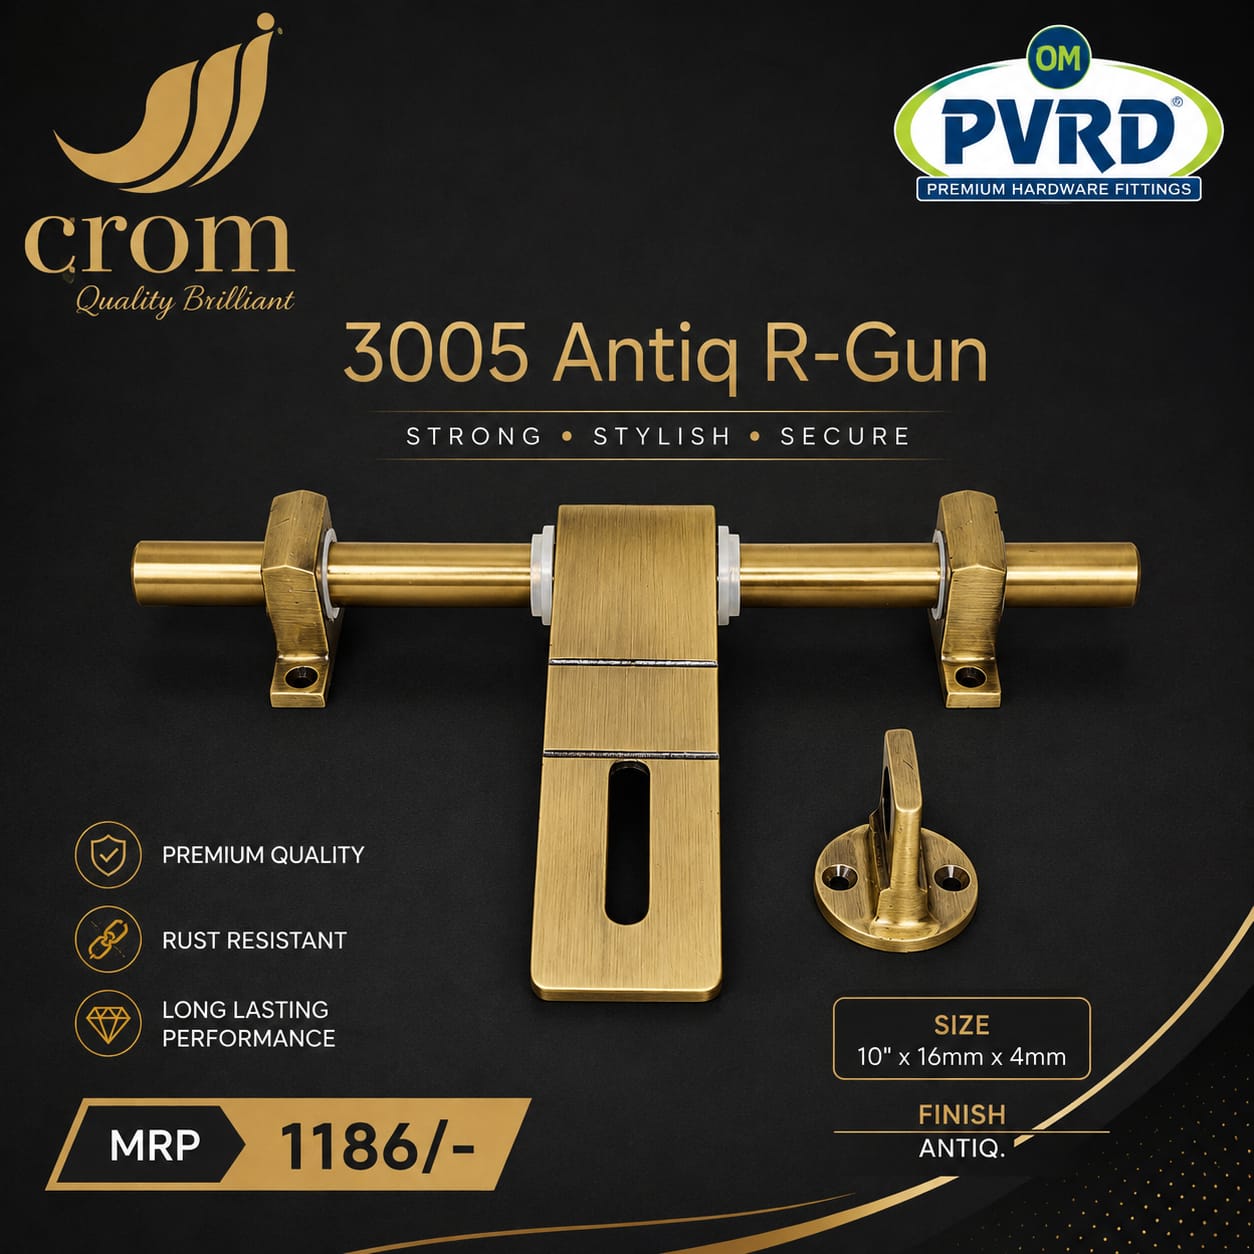 crom
Quality Brilliant
OM
PVRD®
PREMIUM HARDWARE FITTINGS
3005 Antiq R-Gun
STRONG • STYLISH • SECURE
PREMIUM QUALITY
RUST RESISTANT
LONG LASTING
PERFORMANCE
SIZE
10" x 16mm x 4mm
FINISH
ANTIQ.
MRP 1186/-